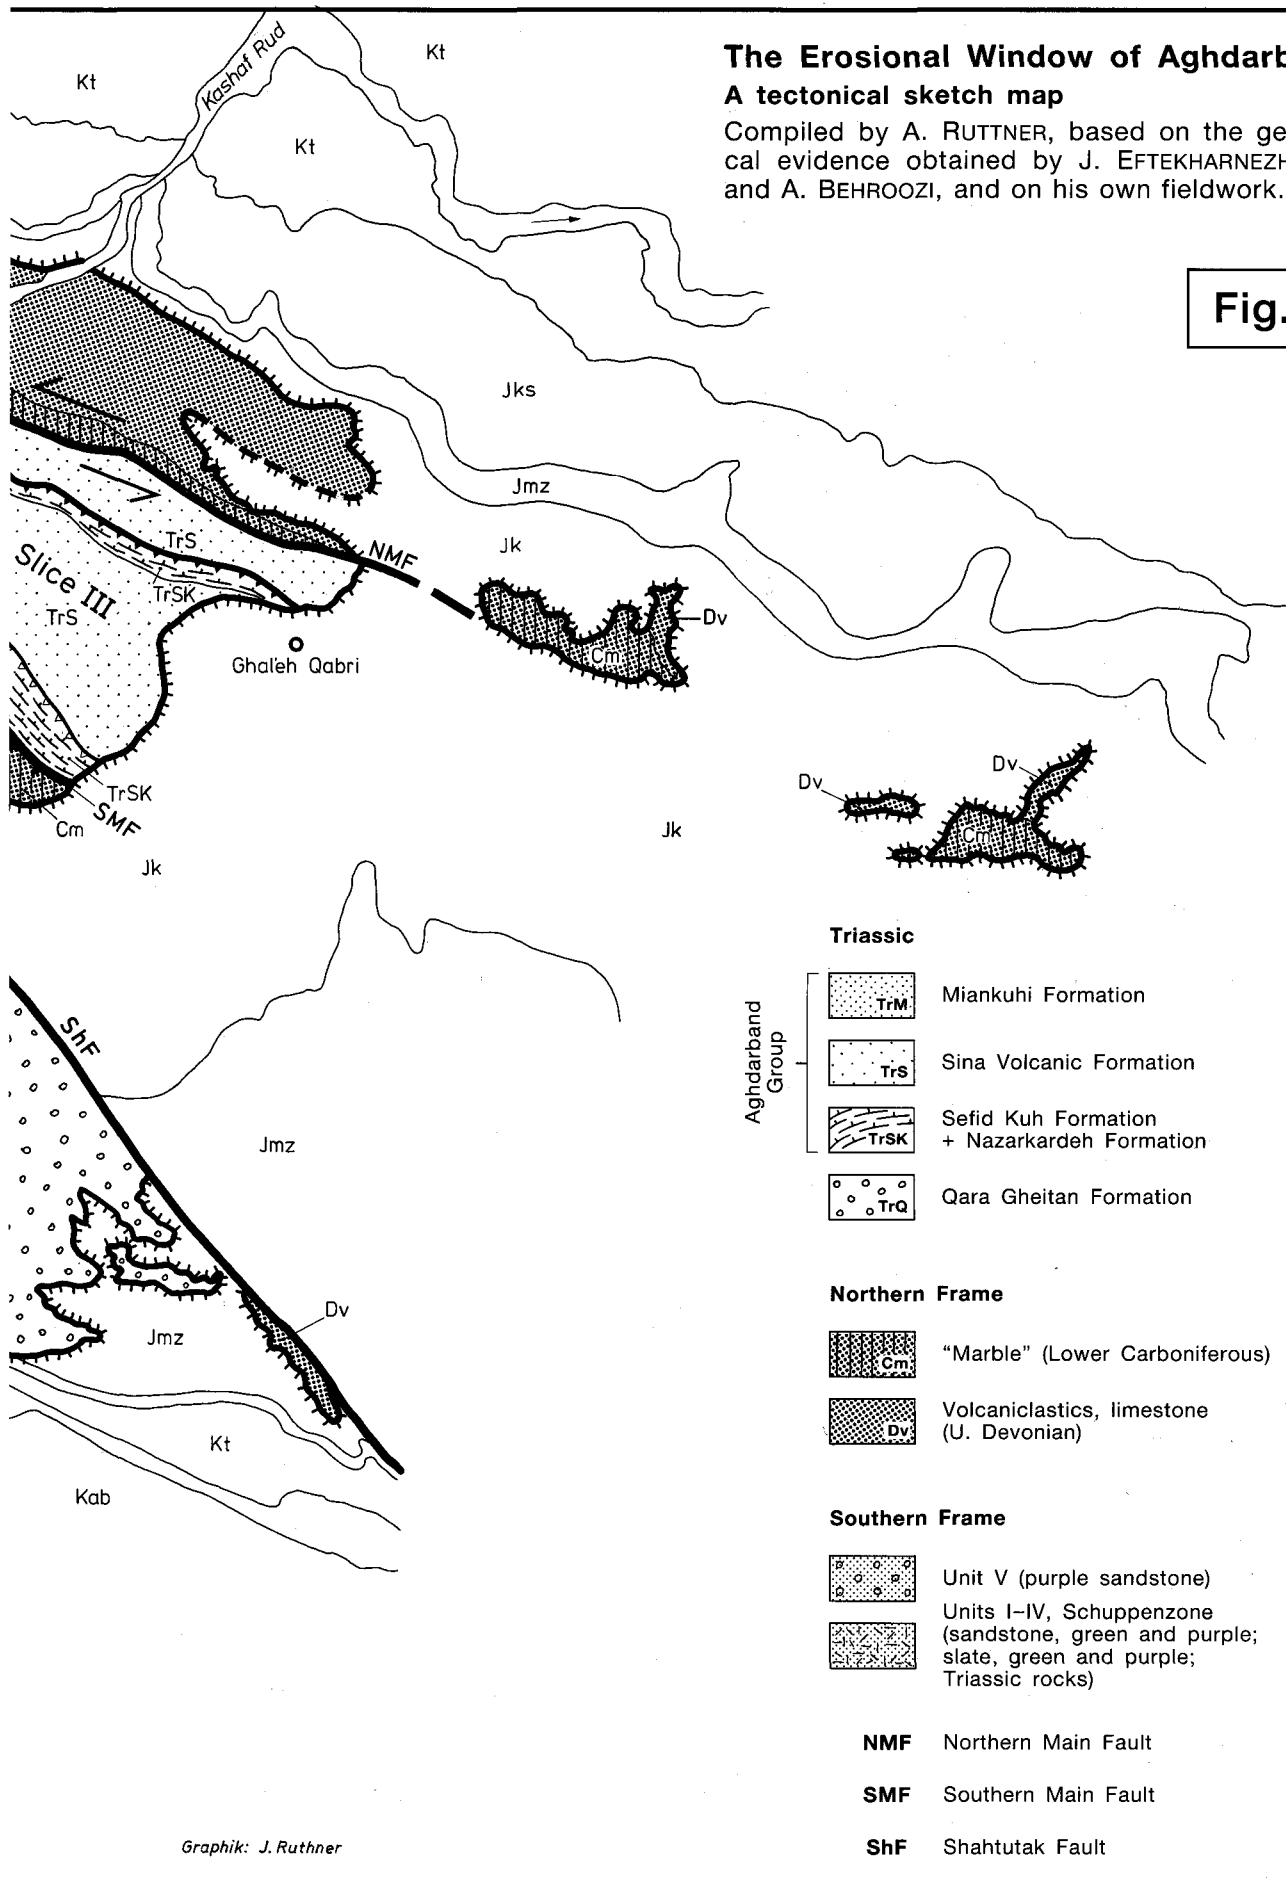 The Erosional Window of Aghdarb
A tectonical sketch map
Compiled by A. RUTTNER, based on the ge
cal evidence obtained by J. EFTEKHARNEZH
and A. BEHROOZI, and on his own fieldwork.
Fig.
Kt
Kashaf Rud
Kt
Kt
Jks
Jmz
Jk
NMF
TrS
TrSK
Slice III
TrS
Ghal'eh Qabri
Dv
Cm
TrSK
SMF
Cm
Jk
Jk
Dv
Dv
Cm
ShF
Jmz
Dv
Jmz
Kt
Kab
Triassic
Aghdarband
Group
TrM
Miankuhi Formation
TrS
Sina Volcanic Formation
TrSK
Sefid Kuh Formation
+ Nazarkardeh Formation
TrQ
Qara Gheitan Formation
Northern Frame
Cm
“Marble” (Lower Carboniferous)
Dv
Volcaniclastics, limestone
(U. Devonian)
Southern Frame
Unit V (purple sandstone)
Units I–IV, Schuppenzone
(sandstone, green and purple;
slate, green and purple;
Triassic rocks)
NMF Northern Main Fault
SMF Southern Main Fault
ShF Shahtutak Fault
Graphik: J. Ruthner